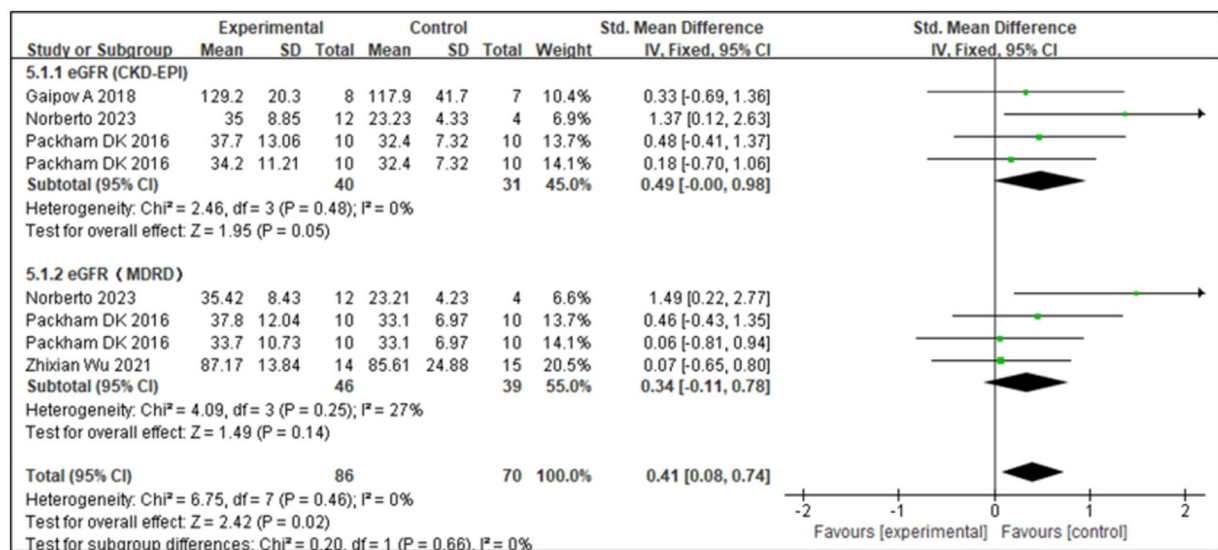 Experimental Control Std. Mean Difference Std. Mean Difference
Study or Subgroup Mean SD Total Mean SD Total Weight IV, Fixed, 95% CI IV, Fixed, 95% CI
5.1.1 eGFR (CKD-EPI)
Gaipov A 2018 129.2 20.3 8 117.9 41.7 7 10.4% 0.33 [-0.69, 1.36]
Norberto 2023 35 8.85 12 23.23 4.33 4 6.9% 1.37 [0.12, 2.63]
Packham DK 2016 37.7 13.06 10 32.4 7.32 10 13.7% 0.48 [-0.41, 1.37]
Packham DK 2016 34.2 11.21 10 32.4 7.32 10 14.1% 0.18 [-0.70, 1.06]
Subtotal (95% CI) 40 31 45.0% 0.49 [-0.00, 0.98]
Heterogeneity: Chi² = 2.46, df = 3 (P = 0.48); I² = 0%
Test for overall effect: Z = 1.95 (P = 0.05)
5.1.2 eGFR（MDRD）
Norberto 2023 35.42 8.43 12 23.21 4.23 4 6.6% 1.49 [0.22, 2.77]
Packham DK 2016 37.8 12.04 10 33.1 6.97 10 13.7% 0.46 [-0.43, 1.35]
Packham DK 2016 33.7 10.73 10 33.1 6.97 10 14.1% 0.06 [-0.81, 0.94]
Zhixian Wu 2021 87.17 13.84 14 85.61 24.88 15 20.5% 0.07 [-0.65, 0.80]
Subtotal (95% CI) 46 39 55.0% 0.34 [-0.11, 0.78]
Heterogeneity: Chi² = 4.09, df = 3 (P = 0.25); I² = 27%
Test for overall effect: Z = 1.49 (P = 0.14)
Total (95% CI) 86 70 100.0% 0.41 [0.08, 0.74]
Heterogeneity: Chi² = 6.75, df = 7 (P = 0.46); I² = 0%
Test for overall effect: Z = 2.42 (P = 0.02)
Test for subgroup differences: Chi² = 0.20, df = 1 (P = 0.66), I² = 0%
-2 -1 0 1 2
Favours [experimental] Favours [control]